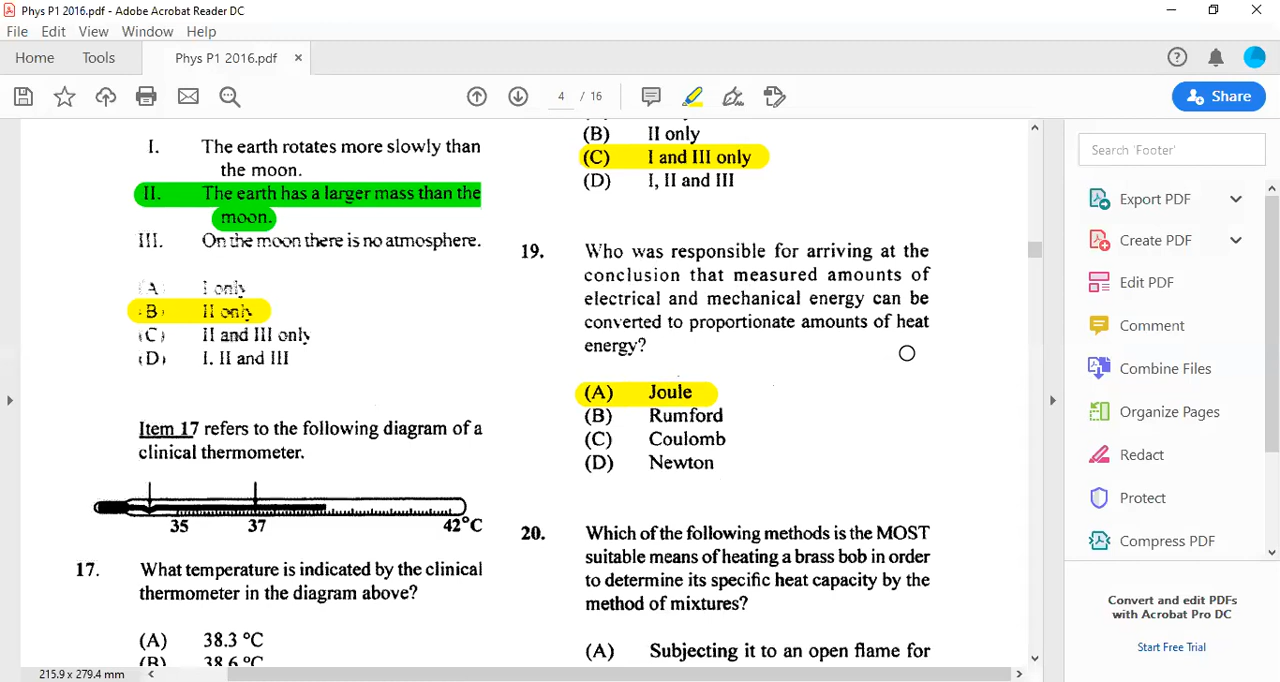 Phys P1 2016.pdf - Adobe Acrobat Reader DC
File Edit View Window Help
Home Tools Phys P1 2016.pdf ×
4 / 16
Share
I. The earth rotates more slowly than
the moon.
II. The earth has a larger mass than the
moon.
III. On the moon there is no atmosphere.
(A) I only
(B) II only
(C) II and III only
(D) I. II and III
Item 17 refers to the following diagram of a
clinical thermometer.
35 37 42°C
17. What temperature is indicated by the clinical
thermometer in the diagram above?
(A) 38.3 °C
(B) 38.6 °C
(B) II only
(C) I and III only
(D) I, II and III
19. Who was responsible for arriving at the
conclusion that measured amounts of
electrical and mechanical energy can be
converted to proportionate amounts of heat
energy?
(A) Joule
(B) Rumford
(C) Coulomb
(D) Newton
20. Which of the following methods is the MOST
suitable means of heating a brass bob in order
to determine its specific heat capacity by the
method of mixtures?
(A) Subjecting it to an open flame for
215.9 x 279.4 mm
Search 'Footer'
Export PDF
Create PDF
Edit PDF
Comment
Combine Files
Organize Pages
Redact
Protect
Compress PDF
Convert and edit PDFs
with Acrobat Pro DC
Start Free Trial